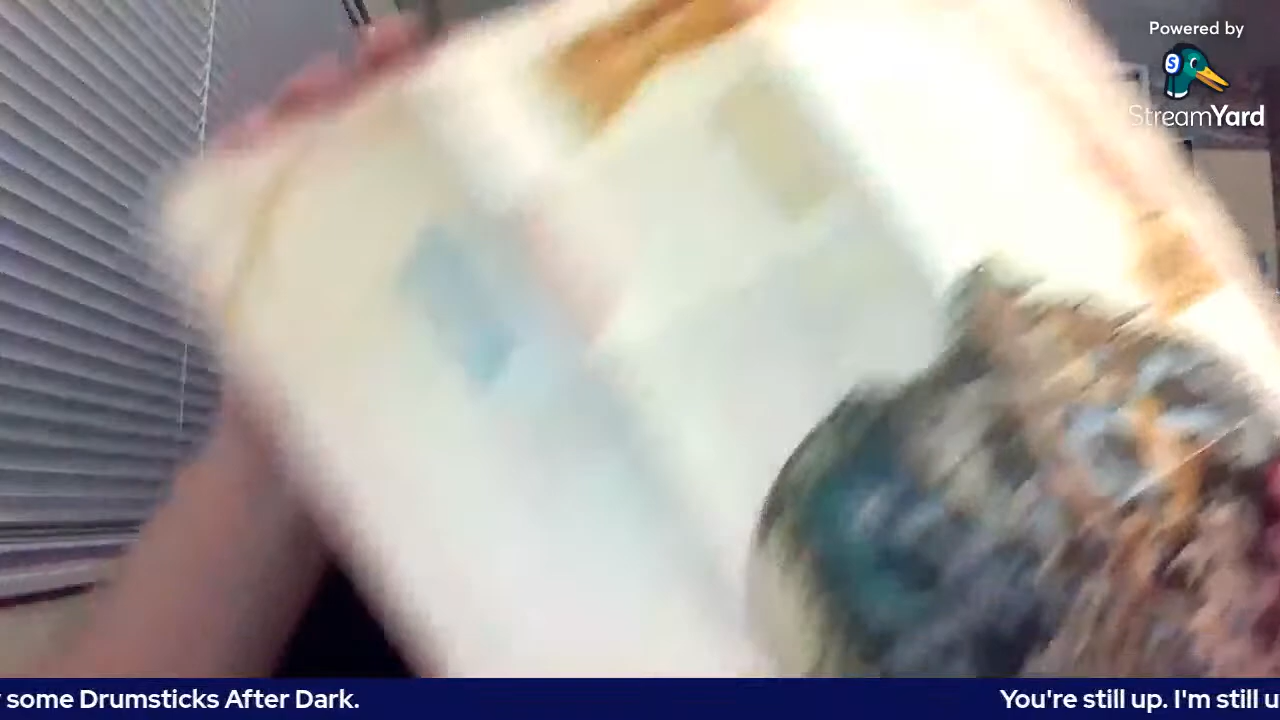 Powered by
StreamYard
some Drumsticks After Dark.
You're still up. I'm still u